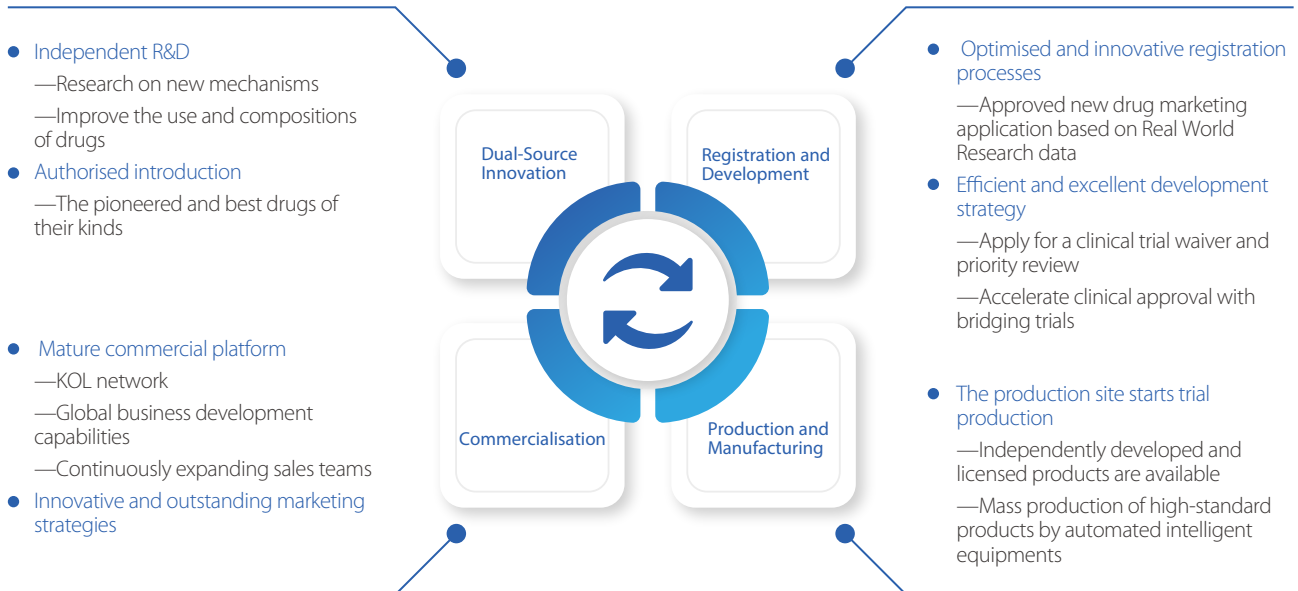 ● Independent R&D
—Research on new mechanisms
—Improve the use and compositions
of drugs
● Authorised introduction
—The pioneered and best drugs of
their kinds
Dual-Source
Innovation
Registration and
Development
● Optimised and innovative registration
processes
—Approved new drug marketing
application based on Real World
Research data
● Efficient and excellent development
strategy
—Apply for a clinical trial waiver and
priority review
—Accelerate clinical approval with
bridging trials
● Mature commercial platform
—KOL network
—Global business development
capabilities
—Continuously expanding sales teams
● Innovative and outstanding marketing
strategies
Commercialisation
Production and
Manufacturing
● The production site starts trial
production
—Independently developed and
licensed products are available
—Mass production of high-standard
products by automated intelligent
equipments